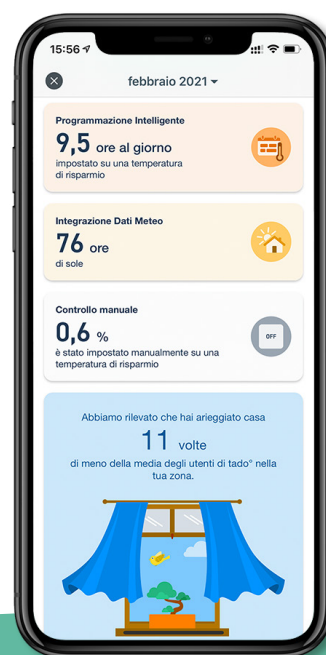 15:56
febbraio 2021
Programmazione Intelligente
9,5 ore al giorno
impostato su una temperatura
di risparmio
Integrazione Dati Meteo
76 ore
di sole
Controllo manuale
0,6 %
è stato impostato manualmente su una
temperatura di risparmio
OFF
Abbiamo rilevato che hai arieggiato casa
11 volte
di meno della media degli utenti di tado° nella
tua zona.